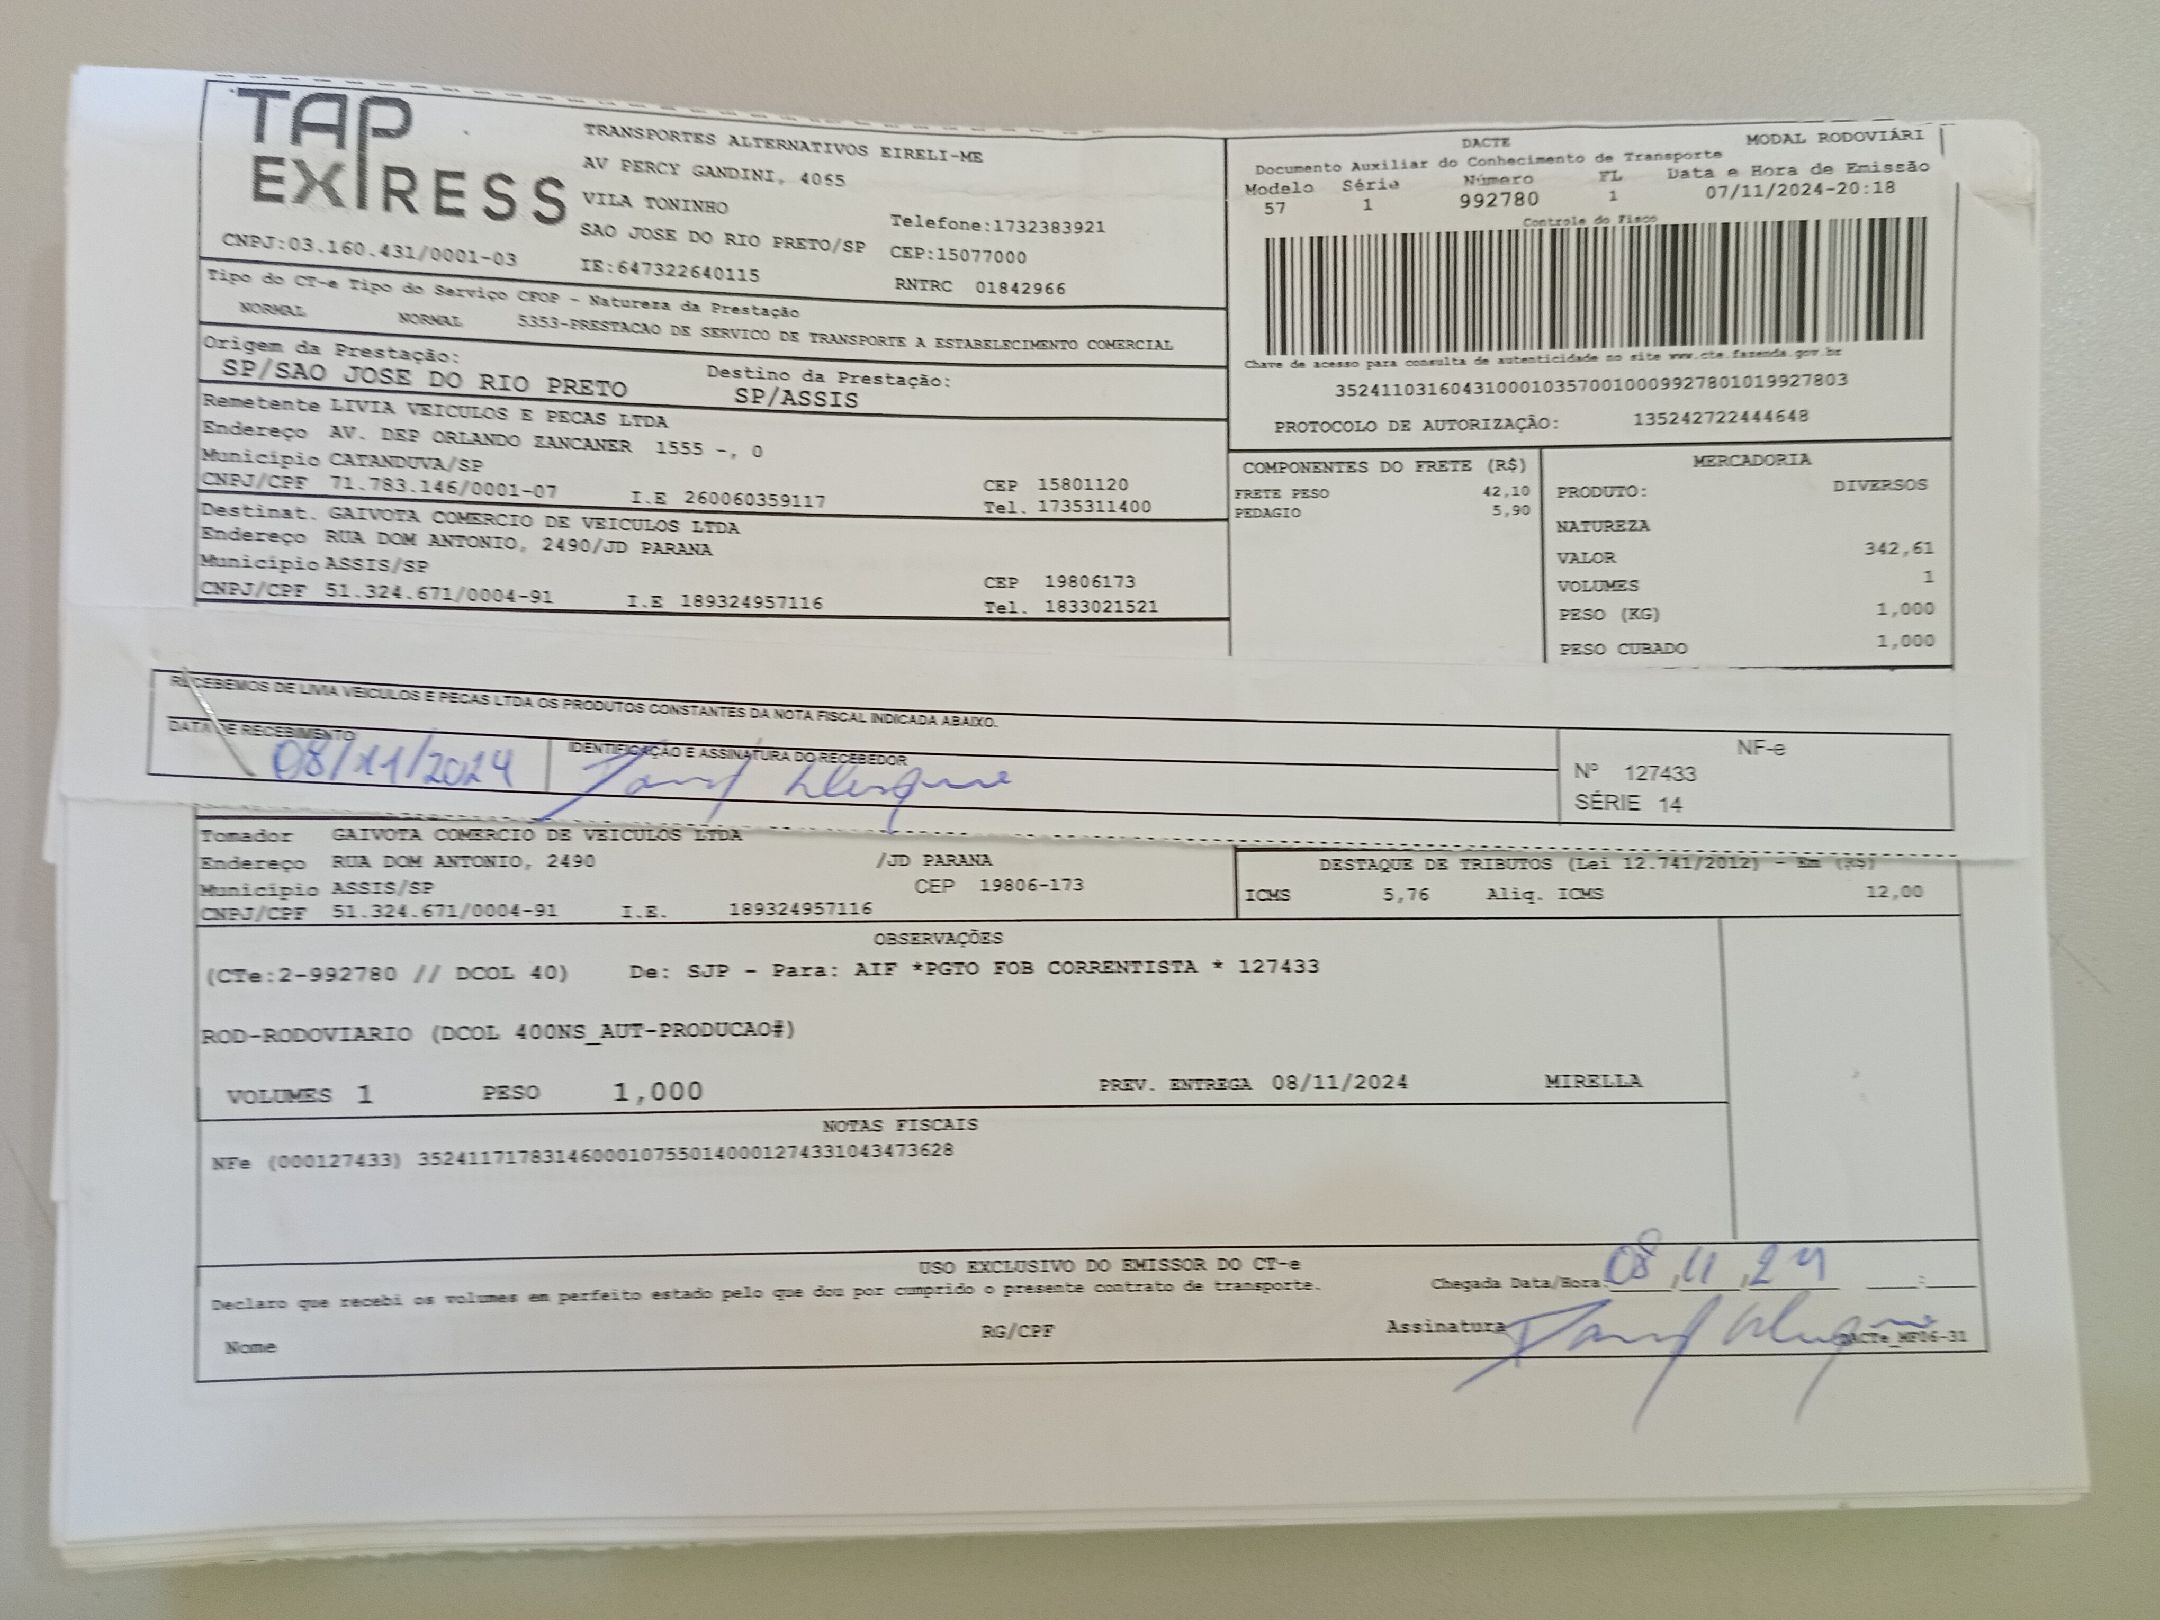 TAP
EXPRESS
TRANSPORTES ALTERNATIVOS EIRELI-ME
AV PERCY GANDINI, 4065
VILA TONINHO
SAO JOSE DO RIO PRETO/SP
Telefone:1732383921
CEP:15077000
CNPJ:03.160.431/0001-03
IE:647322640115
RNTRC 01842966
Tipo do CT-e Tipo do Serviço CFOP - Natureza da Prestação
NORMAL NORMAL 5353-PRESTACAO DE SERVICO DE TRANSPORTE A ESTABELECIMENTO COMERCIAL
Origem da Prestação:
SP/SAO JOSE DO RIO PRETO
Destino da Prestação:
SP/ASSIS
Remetente LIVIA VEICULOS E PECAS LTDA
Endereço AV. DEP ORLANDO ZANCANER 1555 -, 0
Município CATANDUVA/SP
CEP 15801120
CNPJ/CPF 71.783.146/0001-07 I.E 260060359117
Tel. 1735311400
Destinat. GAIVOTA COMERCIO DE VEICULOS LTDA
Endereço RUA DOM ANTONIO, 2490/JD PARANA
Município ASSIS/SP
CEP 19806173
CNPJ/CPF 51.324.671/0004-91 I.E 189324957116
Tel. 1833021521
DACTE MODAL RODOVIÁRI
Documento Auxiliar do Conhecimento de Transporte
Modelo Série Número FL Data e Hora de Emissão
57 1 992780 1 07/11/2024-20:18
Controle do Fisco
Chave de acesso para consulta de autenticidade no site www.cte.fazenda.gov.br
35241103160431000103570010009927801019927803
PROTOCOLO DE AUTORIZAÇÃO: 135242722444648
COMPONENTES DO FRETE (R$)
FRETE PESO 42,10
PEDAGIO 5,90
MERCADORIA
PRODUTO: DIVERSOS
NATUREZA
VALOR 342,61
VOLUMES 1
PESO (KG) 1,000
PESO CUBADO 1,000
RECEBEMOS DE LIVIA VEICULOS E PECAS LTDA OS PRODUTOS CONSTANTES DA NOTA FISCAL INDICADA ABAIXO.
DATA DE RECEBIMENTO
08/11/2024
IDENTIFICAÇÃO E ASSINATURA DO RECEBEDOR
NF-e
Nº 127433
SÉRIE 14
Tomador GAIVOTA COMERCIO DE VEICULOS LTDA
Endereço RUA DOM ANTONIO, 2490 /JD PARANA
Município ASSIS/SP CEP 19806-173
CNPJ/CPF 51.324.671/0004-91 I.E. 189324957116
DESTAQUE DE TRIBUTOS (Lei 12.741/2012) - Em (R$)
ICMS 5,76 Aliq. ICMS 12,00
OBSERVAÇÕES
(CTe:2-992780 // DCOL 40) De: SJP - Para: AIF *PGTO FOB CORRENTISTA * 127433
ROD-RODOVIARIO (DCOL 400NS_AUT-PRODUCAO#)
VOLUMES 1 PESO 1,000 PREV. ENTREGA 08/11/2024 MIRELLA
NOTAS FISCAIS
NFe (000127433) 35241171783146000107550140001274331043473628
USO EXCLUSIVO DO EMISSOR DO CT-e
Declaro que recebi os volumes em perfeito estado pelo que dou por cumprido o presente contrato de transporte.
Chegada Data/Hora: 08,11,24
Nome RG/CPF Assinatura
DACTe_MF06-31